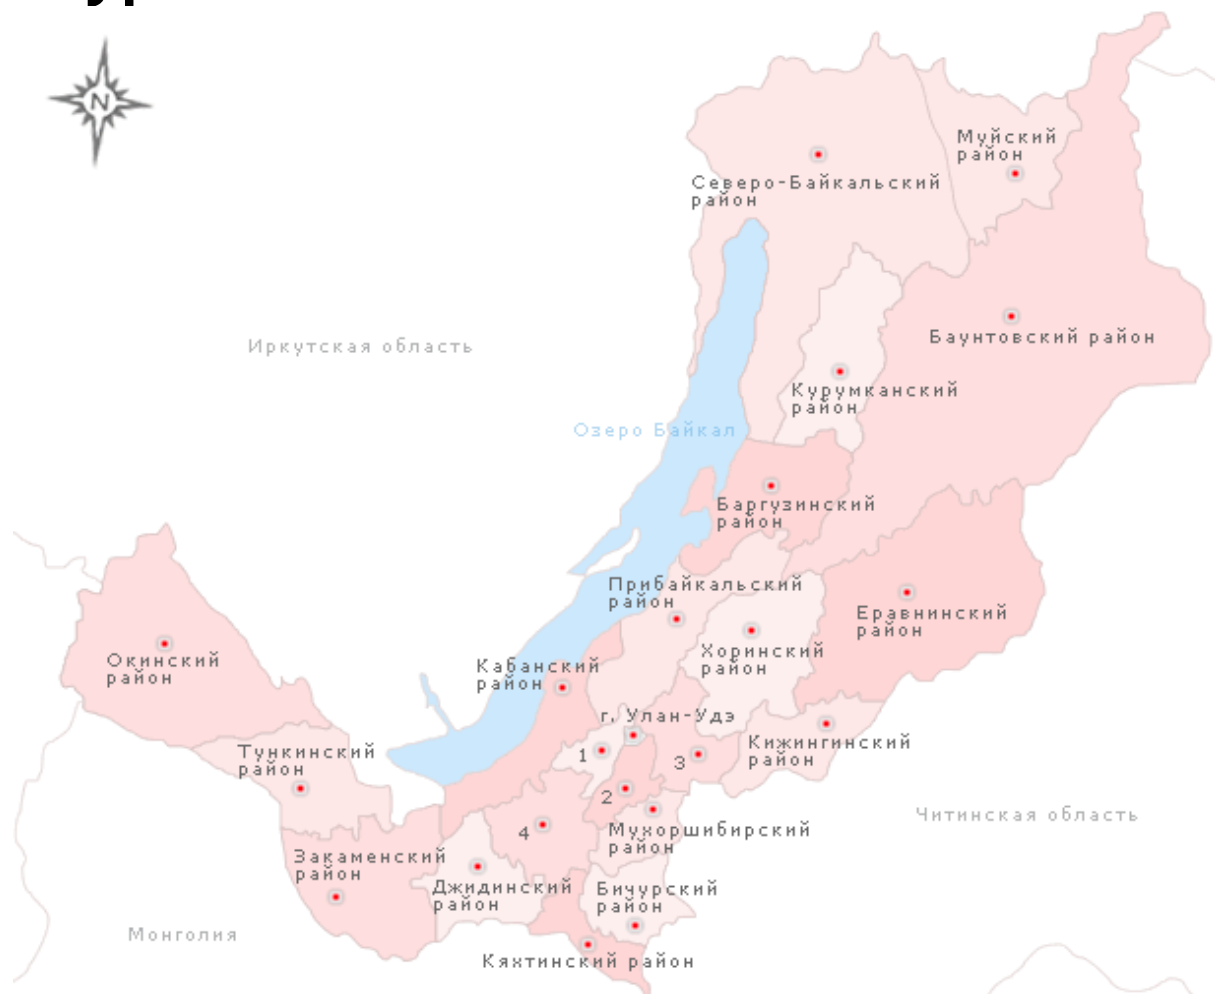 N
Муйский
район
Северо-Байкальский
район
Баунтовский район
Иркутская область
Курумканский
район
Озеро Байкал
Баргузинский
район
Прибайкальский
район
Еравнинский
район
Хоринский
район
Окинский
район
Кабанский
район
г. Улан-Удэ
Кижингинский
район
Тункинский
район
1
3
2
4
Мухоршибирский
район
Читинская область
Закаменский
район
Джидинский
район
Бичурский
район
Монголия
Кяхтинский район